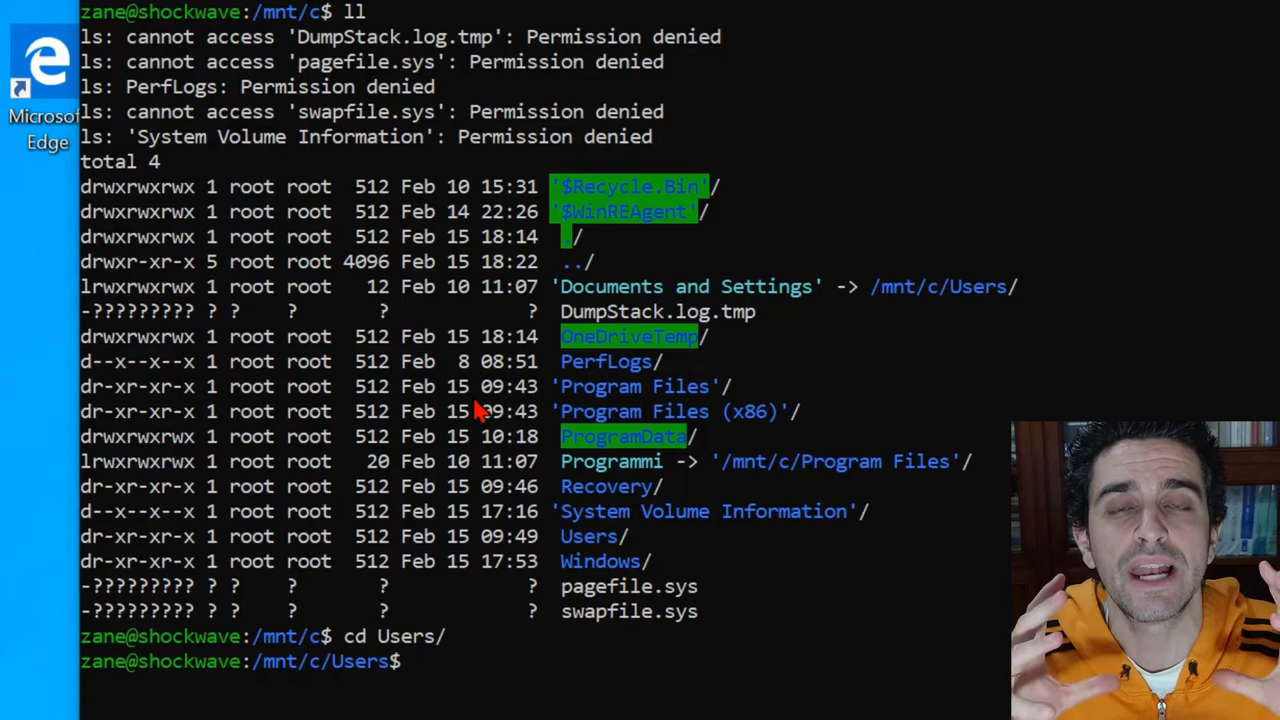 zane@shockwave:/mnt/c$ ll
ls: cannot access 'DumpStack.log.tmp': Permission denied
ls: cannot access 'pagefile.sys': Permission denied
ls: PerfLogs: Permission denied
ls: cannot access 'swapfile.sys': Permission denied
ls: 'System Volume Information': Permission denied
total 4
drwxrwxrwx 1 root root  512 Feb 10 15:31 '$Recycle.Bin'/
drwxrwxrwx 1 root root  512 Feb 14 22:26 '$WinREAgent'/
drwxrwxrwx 1 root root  512 Feb 15 18:14  ./
drwxr-xr-x 5 root root 4096 Feb 15 18:22  ../
lrwxrwxrwx 1 root root   12 Feb 10 11:07 'Documents and Settings' -> /mnt/c/Users/
-????????? ? ?    ?       ?            ?  DumpStack.log.tmp
drwxrwxrwx 1 root root  512 Feb 15 18:14  OneDriveTemp/
d--x--x--x 1 root root  512 Feb  8 08:51  PerfLogs/
dr-xr-xr-x 1 root root  512 Feb 15 09:43 'Program Files'/
dr-xr-xr-x 1 root root  512 Feb 15 09:43 'Program Files (x86)'/
drwxrwxrwx 1 root root  512 Feb 15 10:18  ProgramData/
lrwxrwxrwx 1 root root   20 Feb 10 11:07  Programmi -> '/mnt/c/Program Files'/
dr-xr-xr-x 1 root root  512 Feb 15 09:46  Recovery/
d--x--x--x 1 root root  512 Feb 15 17:16 'System Volume Information'/
dr-xr-xr-x 1 root root  512 Feb 15 09:49  Users/
dr-xr-xr-x 1 root root  512 Feb 15 17:53  Windows/
-????????? ? ?    ?       ?            ?  pagefile.sys
-????????? ? ?    ?       ?            ?  swapfile.sys
zane@shockwave:/mnt/c$ cd Users/
zane@shockwave:/mnt/c/Users$
Microsof
Edge